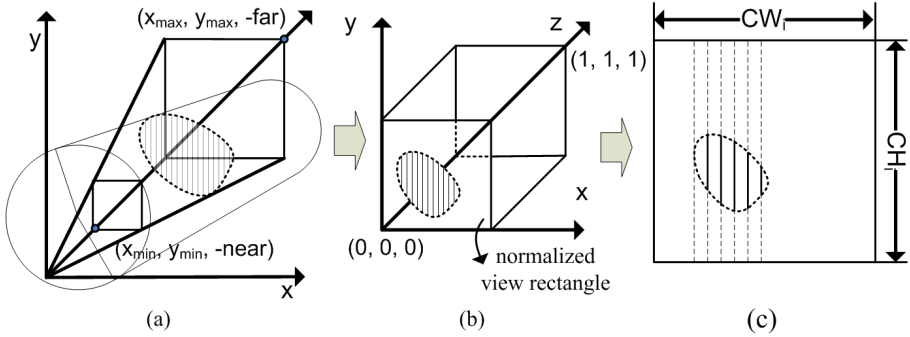 y
(xmax, ymax, -far)
(xmin, ymin, -near)
x
(a)
y
z
(1, 1, 1)
x
(0, 0, 0)
normalized
view rectangle
(b)
CWi
CHi
(c)